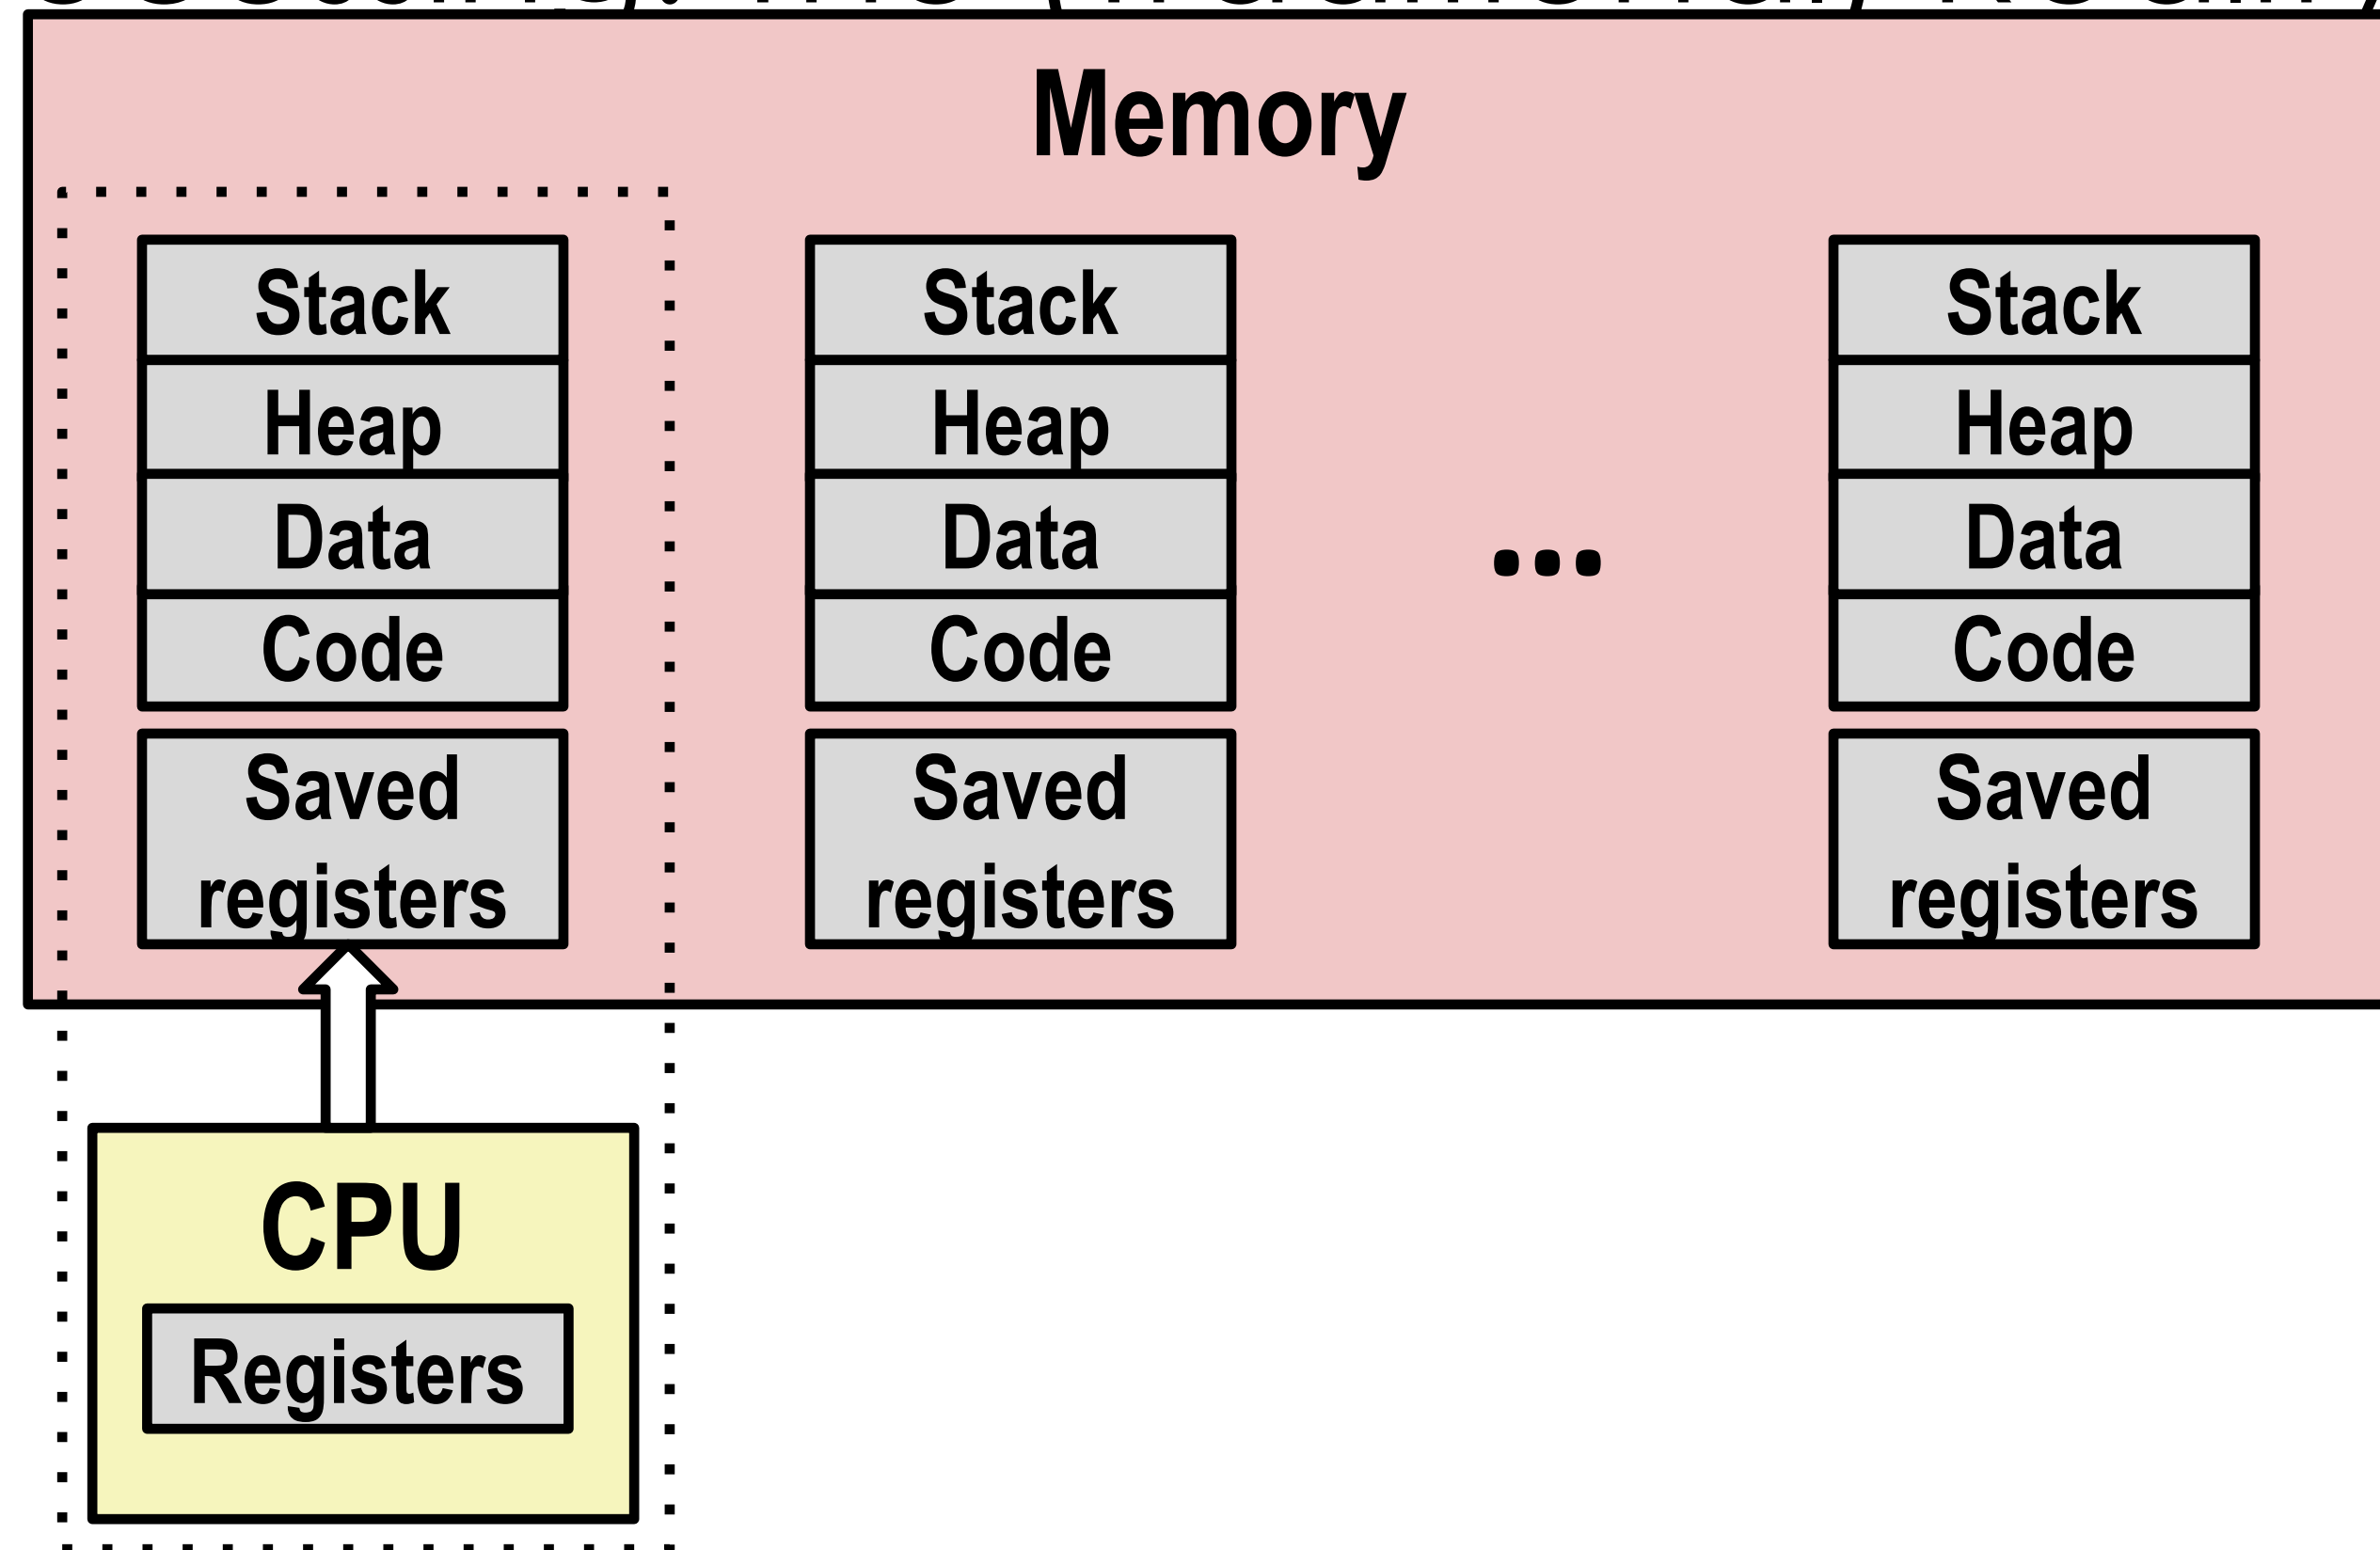 Memory
Stack
Heap
Data
Code
Saved
registers
Stack
Heap
Data
Code
Saved
registers
...
Stack
Heap
Data
Code
Saved
registers
CPU
Registers